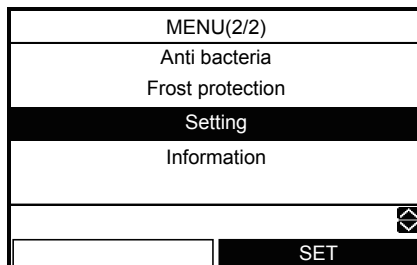 MENU(2/2)
Anti bacteria
Frost protection
Setting
Information
SET